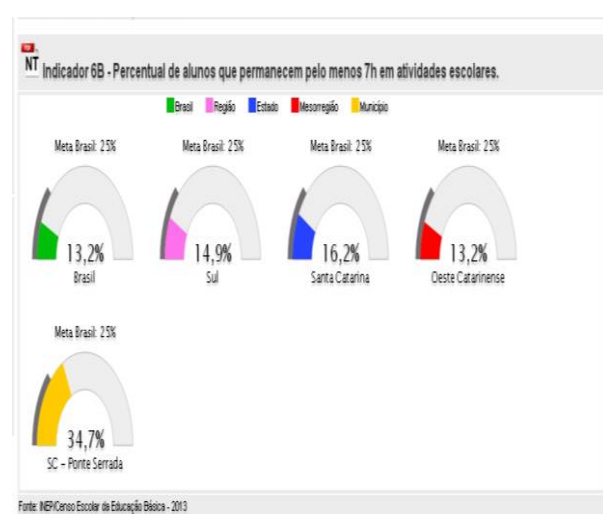 NT Indicador 6B - Percentual de alunos que permanecem pelo menos 7h em atividades escolares.
Brasil Região Estado Mesorregião Município
Meta Brasil: 25% Meta Brasil: 25% Meta Brasil: 25% Meta Brasil: 25%
13,2% 14,9% 16,2% 13,2%
Brasil Sul Santa Catarina Oeste Catarinense
Meta Brasil: 25%
34,7%
SC – Ponte Serrada
Fonte: INEP/Censo Escolar da Educação Básica - 2013